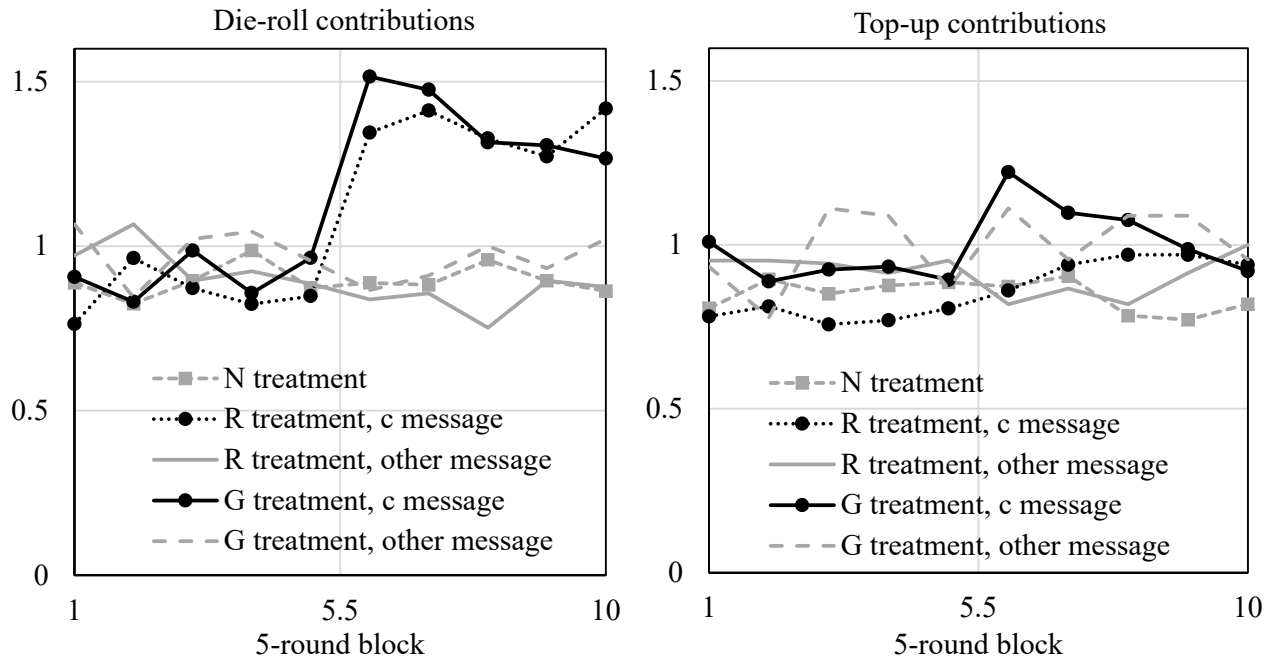 Die-roll contributions
1.5
1
0.5
0
N treatment
R treatment, c message
R treatment, other message
G treatment, c message
G treatment, other message
1
5.5
10
5-round block
Top-up contributions
1.5
1
0.5
0
N treatment
R treatment, c message
R treatment, other message
G treatment, c message
G treatment, other message
1
5.5
10
5-round block